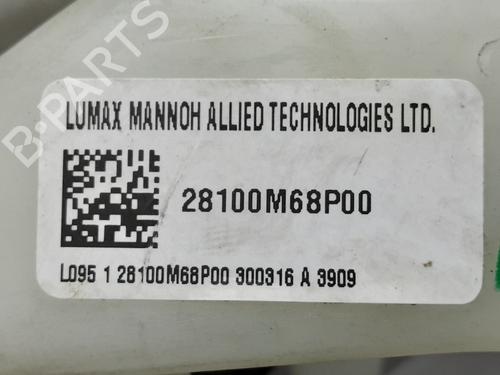 B-PARTS
LUMAX MANNOH ALLIED TECHNOLOGIES LTD.
28100M68P00
L095 1 28100M68P00 300316 A 3909